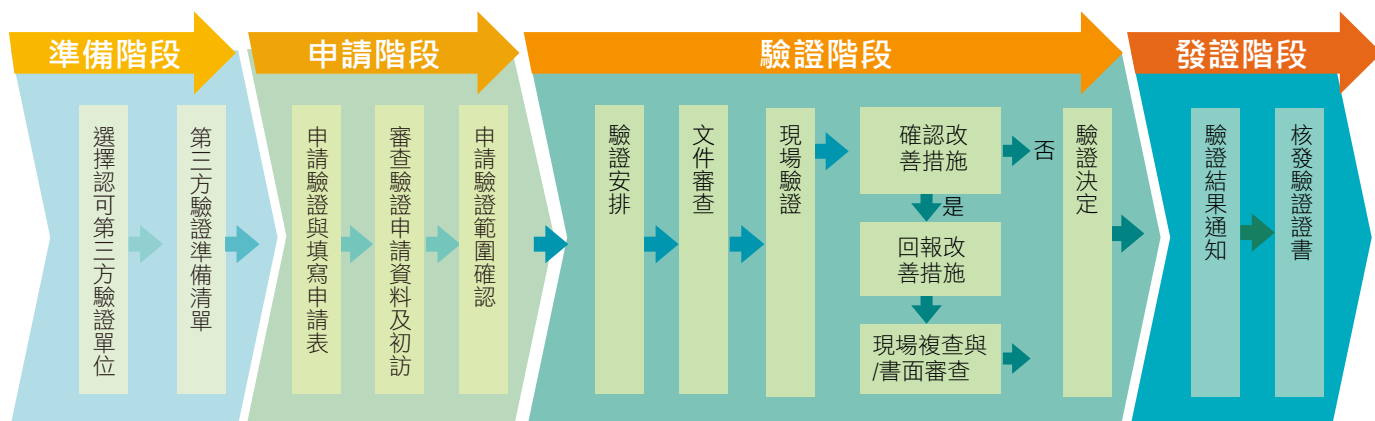 準備階段
申請階段
驗證階段
發證階段
選擇認可第三方驗證單位
第三方驗證準備清單
申請驗證與填寫申請表
審查驗證申請資料及初訪
申請驗證範圍確認
驗證安排
文件審查
現場驗證
確認改
善措施
否
是
回報改
善措施
現場複查與
/書面審查
驗證決定
驗證結果通知
核發驗證證書